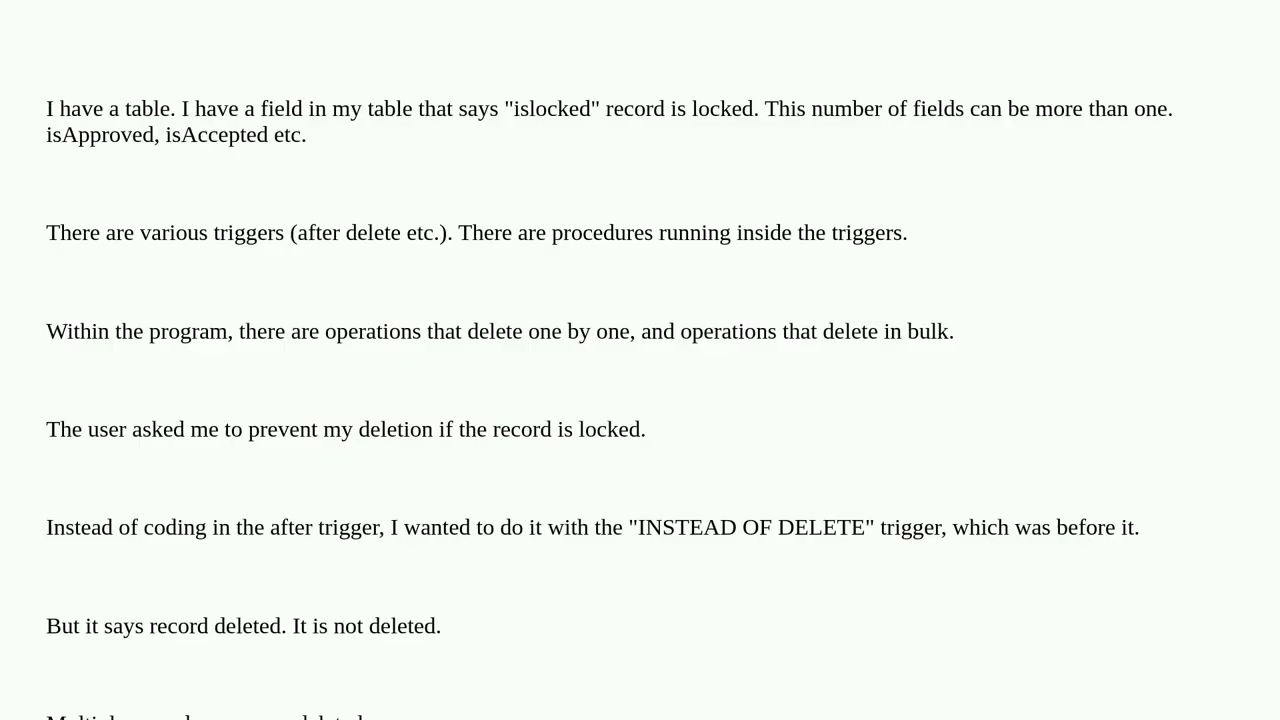 I have a table. I have a field in my table that says "islocked" record is locked. This number of fields can be more than one.
isApproved, isAccepted etc.
There are various triggers (after delete etc.). There are procedures running inside the triggers.
Within the program, there are operations that delete one by one, and operations that delete in bulk.
The user asked me to prevent my deletion if the record is locked.
Instead of coding in the after trigger, I wanted to do it with the "INSTEAD OF DELETE" trigger, which was before it.
But it says record deleted. It is not deleted.